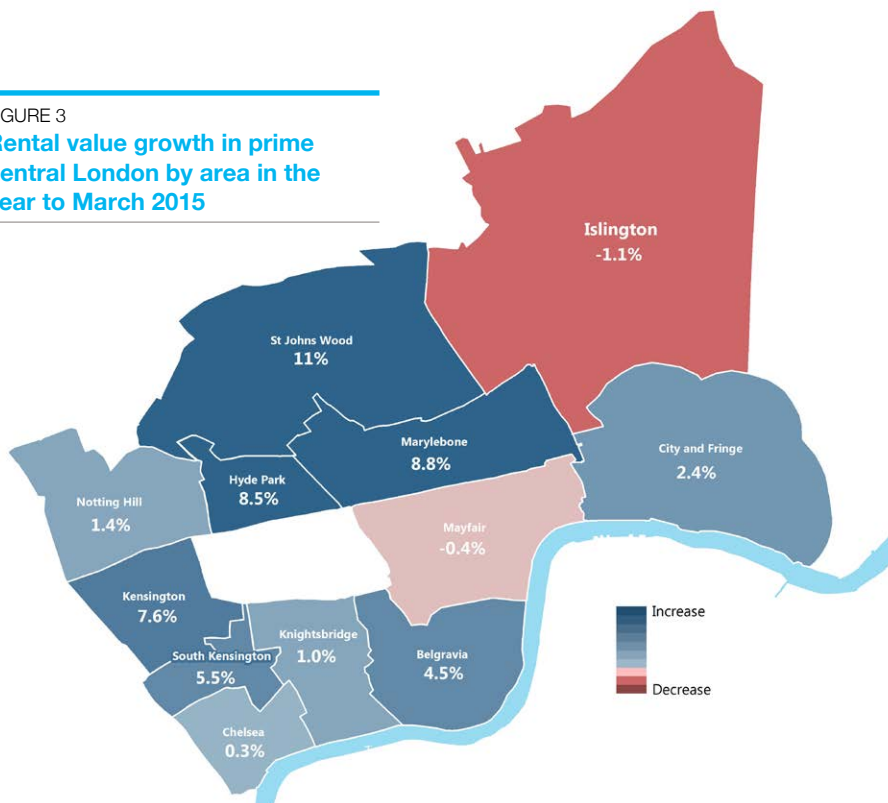 GURE 3
Rental value growth in prime
central London by area in the
year to March 2015
Islington
-1.1%
St Johns Wood
11%
Marylebone
8.8%
City and Fringe
2.4%
Hyde Park
8.5%
Notting Hill
1.4%
Mayfair
-0.4%
Kensington
7.6%
Knightsbridge
1.0%
South Kensington
5.5%
Belgravia
4.5%
Chelsea
0.3%
Increase
Decrease